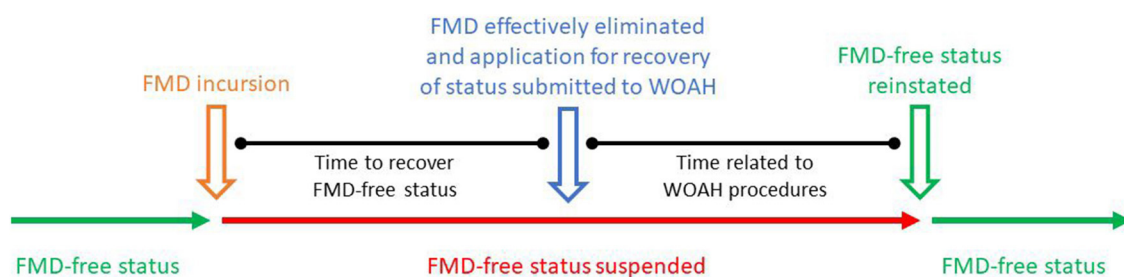 FMD incursion
FMD effectively eliminated
and application for recovery
of status submitted to WOAH
FMD-free status
reinstated
Time to recover
FMD-free status
Time related to
WOAH procedures
FMD-free status
FMD-free status suspended
FMD-free status